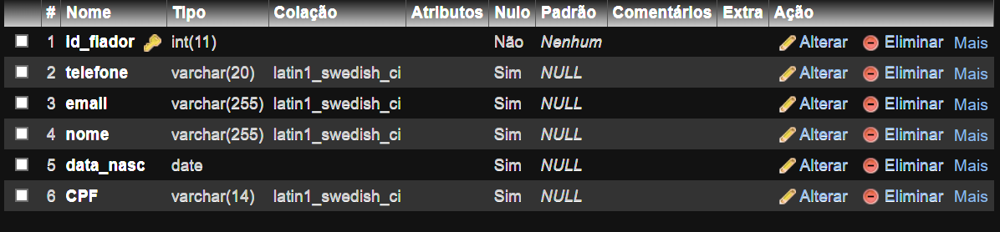 # Nome Tipo Colação Atributos Nulo Padrão Comentários Extra Ação
1 id_fiador int(11) Não Nenhum Alterar Eliminar Mais
2 telefone varchar(20) latin1_swedish_ci Sim NULL Alterar Eliminar Mais
3 email varchar(255) latin1_swedish_ci Sim NULL Alterar Eliminar Mais
4 nome varchar(255) latin1_swedish_ci Sim NULL Alterar Eliminar Mais
5 data_nasc date Sim NULL Alterar Eliminar Mais
6 CPF varchar(14) latin1_swedish_ci Sim NULL Alterar Eliminar Mais